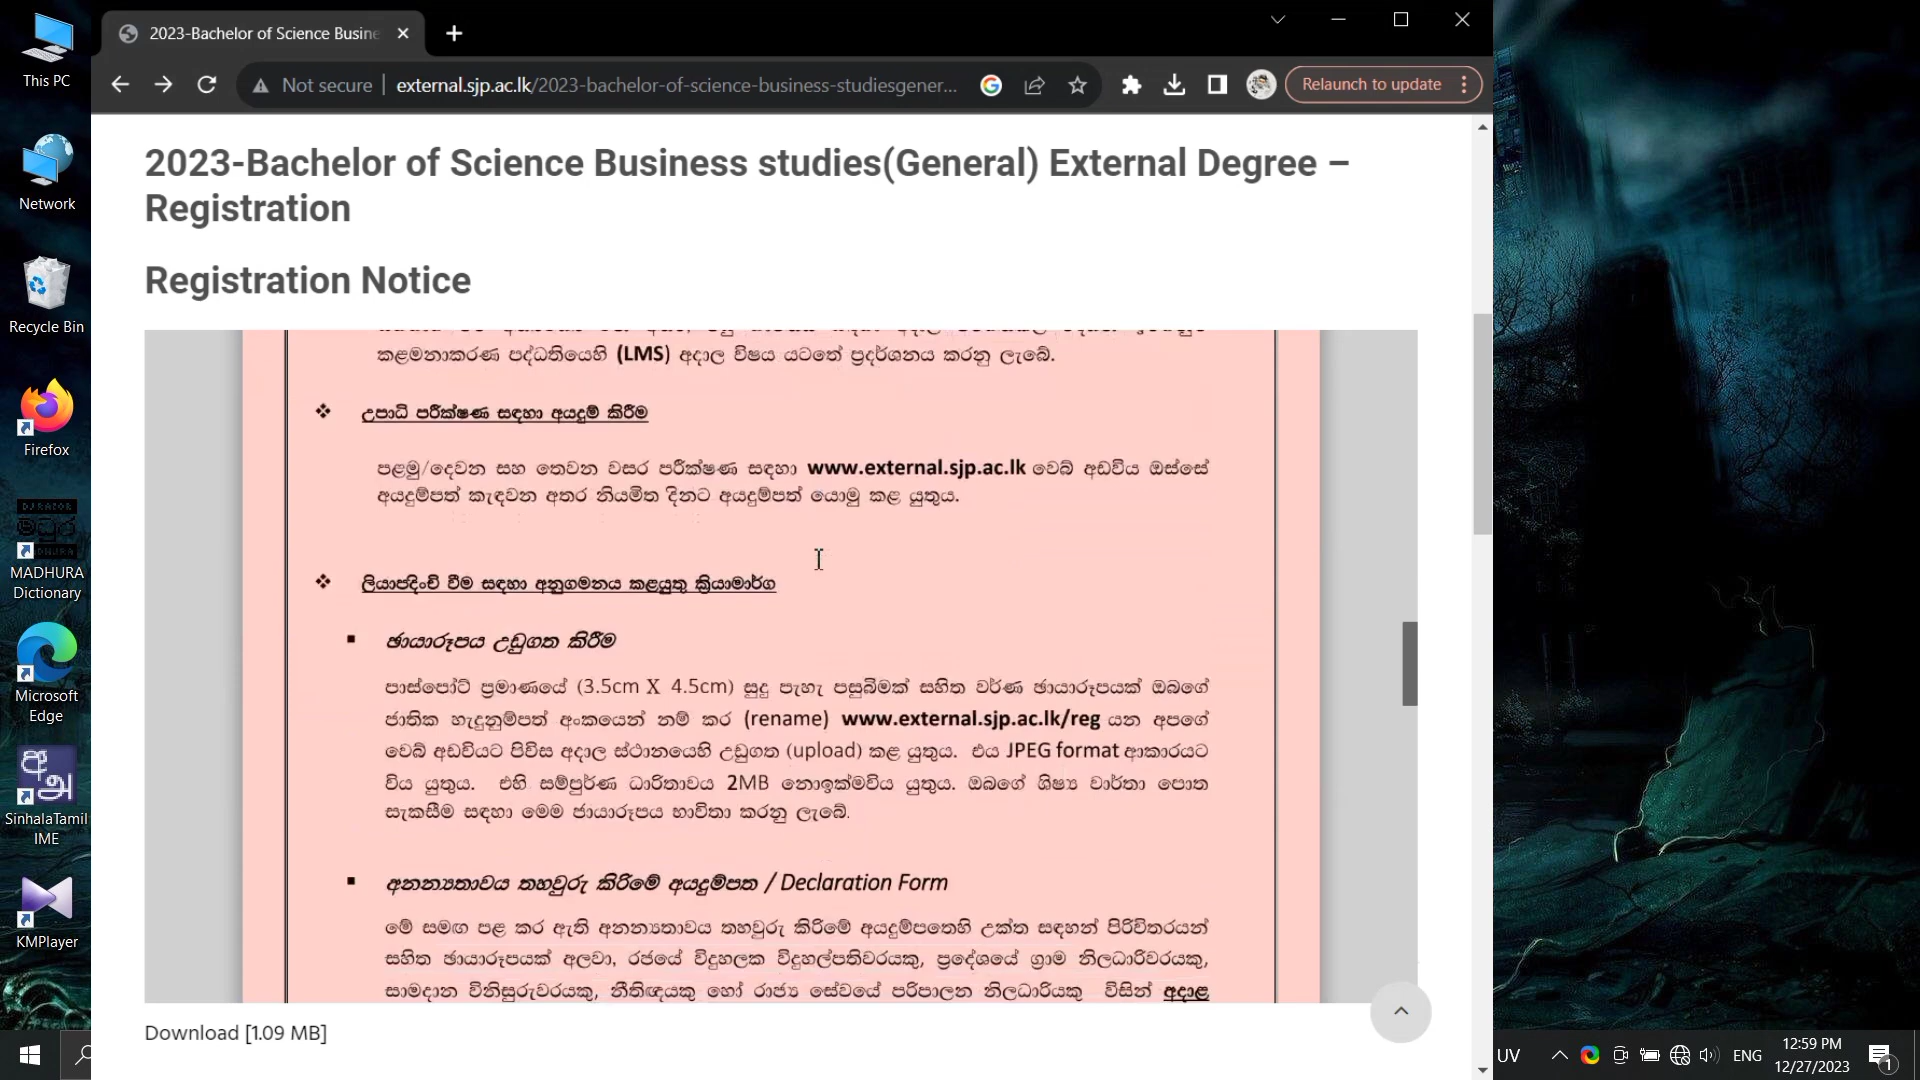 This PC
Network
Recycle Bin
Firefox
MADHURA
Dictionary
Microsoft
Edge
SinhalaTamil
IME
KMPlayer
2023-Bachelor of Science Busine
Not secure
external.sjp.ac.lk/2023-bachelor-of-science-business-studiesgener...
Relaunch to update
2023-Bachelor of Science Business studies(General) External Degree –
Registration
Registration Notice
කළමනාකරණ පද්ධතියෙහි (LMS) අදාල විෂය යටතේ ප්‍රදර්ශනය කරනු ලැබේ.
❖ උපාධි පරීක්ෂණ සඳහා අයදුම් කිරීම
පළමු/දෙවන සහ තෙවන වසර පරීක්ෂණ සඳහා www.external.sjp.ac.lk වෙබ් අඩවිය ඔස්සේ
අයදුම්පත් කැඳවන අතර නියමිත දිනට අයදුම්පත් යොමු කළ යුතුය.
❖ ලියාපදිංචි වීම සඳහා අනුගමනය කළයුතු ක්‍රියාමාර්ග
▪ ඡායාරූපය උඩුගත කිරීම
පාස්පෝට් ප්‍රමාණයේ (3.5cm X 4.5cm) සුදු පැහැ පසුබිමක් සහිත වර්ණ ඡායාරූපයක් ඔබගේ
ජාතික හැදුනුම්පත් අංකයෙන් නම් කර (rename) www.external.sjp.ac.lk/reg යන අපගේ
වෙබ් අඩවියට පිවිස අදාල ස්ථානයෙහි උඩුගත (upload) කළ යුතුය. එය JPEG format ආකාරයට
විය යුතුය. එහි සම්පුර්ණ ධාරිතාවය 2MB නොඉක්මවිය යුතුය. ඔබගේ ශිෂ්‍ය වාර්තා පොත
සැකසීම සඳහා මෙම ජායාරූපය භාවිතා කරනු ලැබේ.
▪ අනන්‍යතාවය තහවුරු කිරිමේ අයදුම්පත / Declaration Form
මේ සමඟ පළ කර ඇති අනන්‍යතාවය තහවුරු කිරිමේ අයදුම්පතෙහි උක්ත සඳහන් පිරිවිතරයන්
සහිත ඡායාරූපයක් අලවා, රජයේ විදුහලක විදුහල්පතිවරයකු, ප්‍රදේශයේ ග්‍රාම නිලධාරිවරයකු,
සාමදාන විනිසුරුවරයකු, නීතිඥයකු හෝ රාජ්‍ය සේවයේ පරිපාලන නිලධාරියකු විසින් අදාළ
Download [1.09 MB]
UV
ENG
12:59 PM
12/27/2023
1